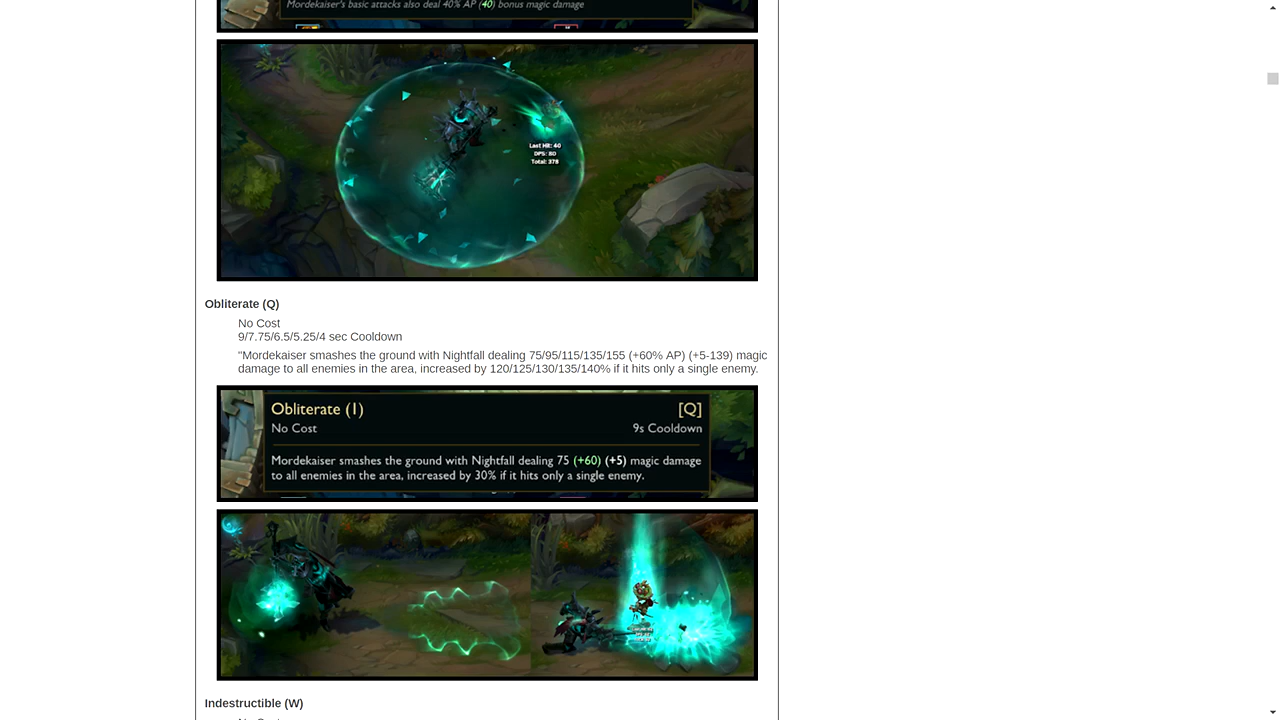 Mordekaiser's basic attacks also deal 40% AP (40) bonus magic damage
Last Hit: 40
DPS: 80
Total: 378
Obliterate (Q)
No Cost
9/7.75/6.5/5.25/4 sec Cooldown
"Mordekaiser smashes the ground with Nightfall dealing 75/95/115/135/155 (+60% AP) (+5-139) magic
damage to all enemies in the area, increased by 120/125/130/135/140% if it hits only a single enemy.
Obliterate (1) [Q]
No Cost 9s Cooldown
Mordekaiser smashes the ground with Nightfall dealing 75 (+60) (+5) magic damage
to all enemies in the area, increased by 30% if it hits only a single enemy.
Indestructible (W)